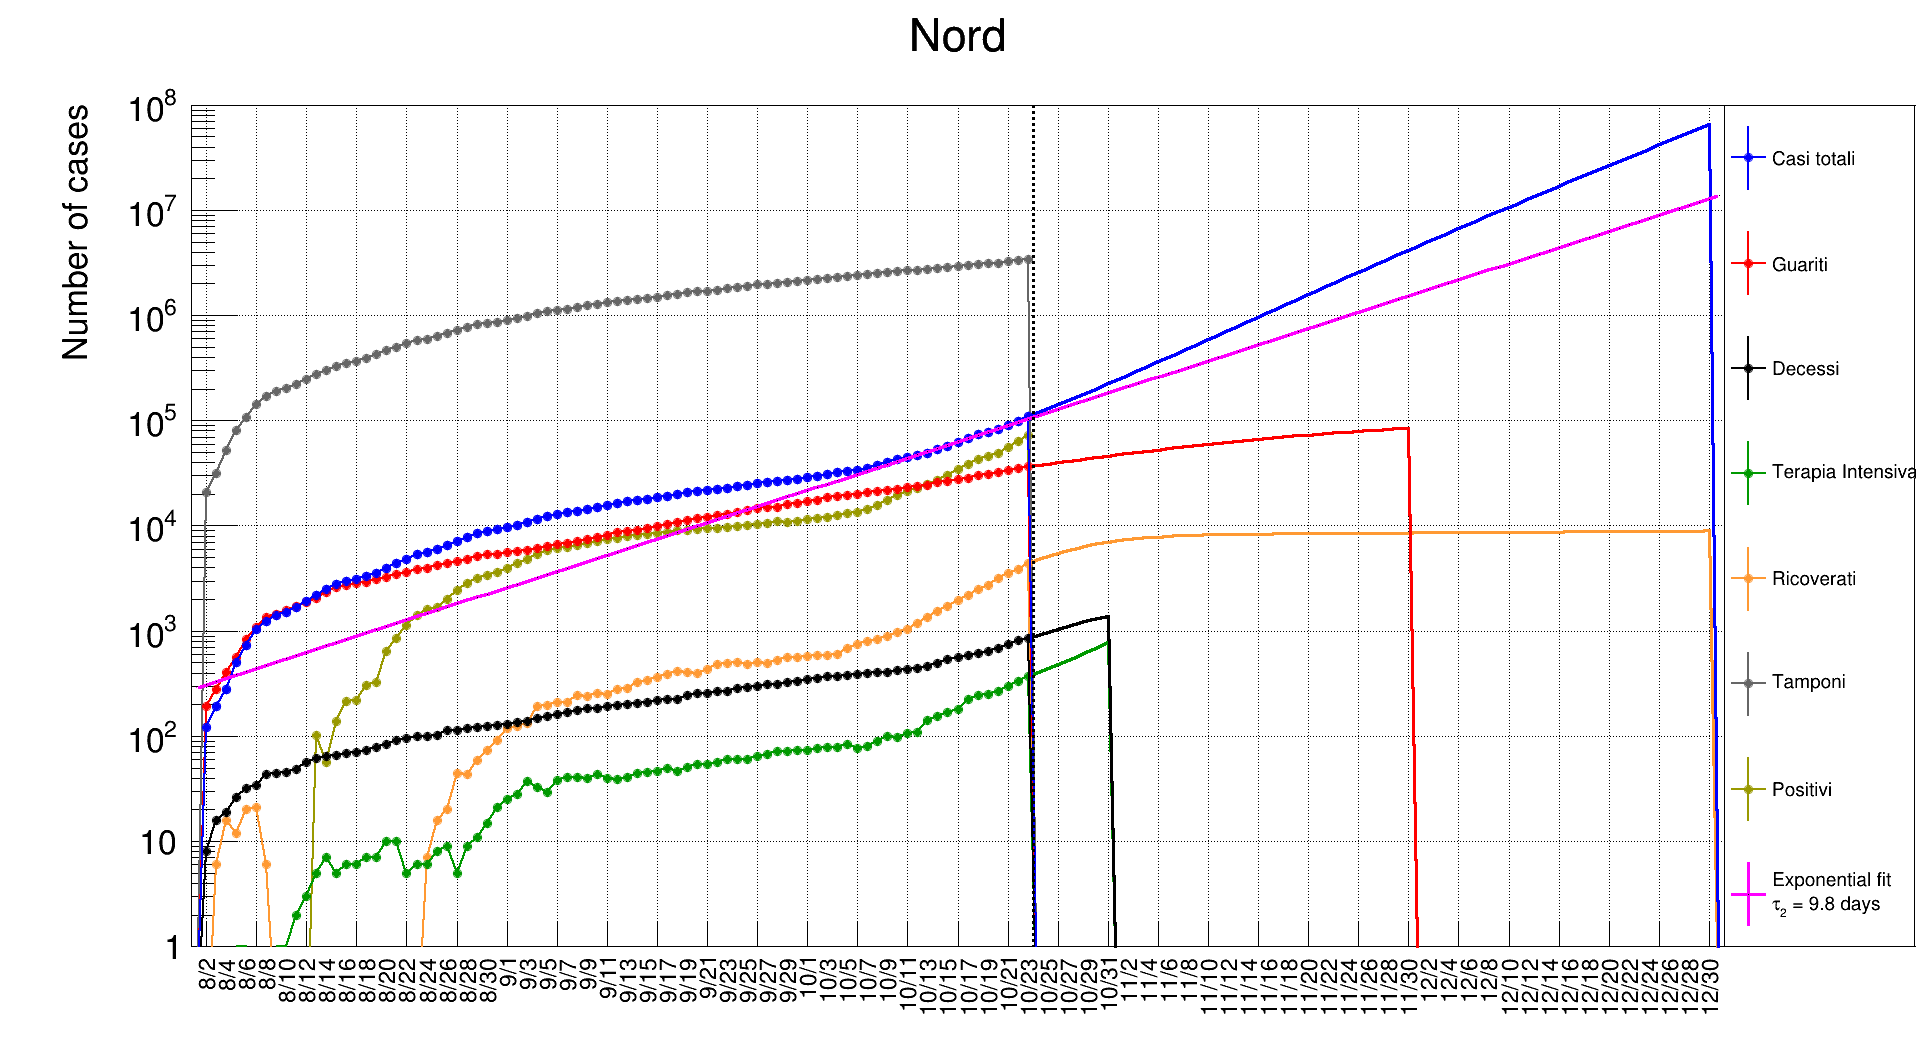 Nord
Number of cases
10^8
10^7
10^6
10^5
10^4
10^3
10^2
10
1
8/2 8/4 8/6 8/8 8/10 8/12 8/14 8/16 8/18 8/20 8/22 8/24 8/26 8/28 8/30 9/1 9/3 9/5 9/7 9/9 9/11 9/13 9/15 9/17 9/19 9/21 9/23 9/25 9/27 9/29 10/1 10/3 10/5 10/7 10/9 10/11 10/13 10/15 10/17 10/19 10/21 10/23 10/25 10/27 10/29 10/31 11/2 11/4 11/6 11/8 11/10 11/12 11/14 11/16 11/18 11/20 11/22 11/24 11/26 11/28 11/30 12/2 12/4 12/6 12/8 12/10 12/12 12/14 12/16 12/18 12/20 12/22 12/24 12/26 12/28 12/30
Casi totali
Guariti
Decessi
Terapia Intensiva
Ricoverati
Tamponi
Positivi
Exponential fit
τ₂ = 9.8 days